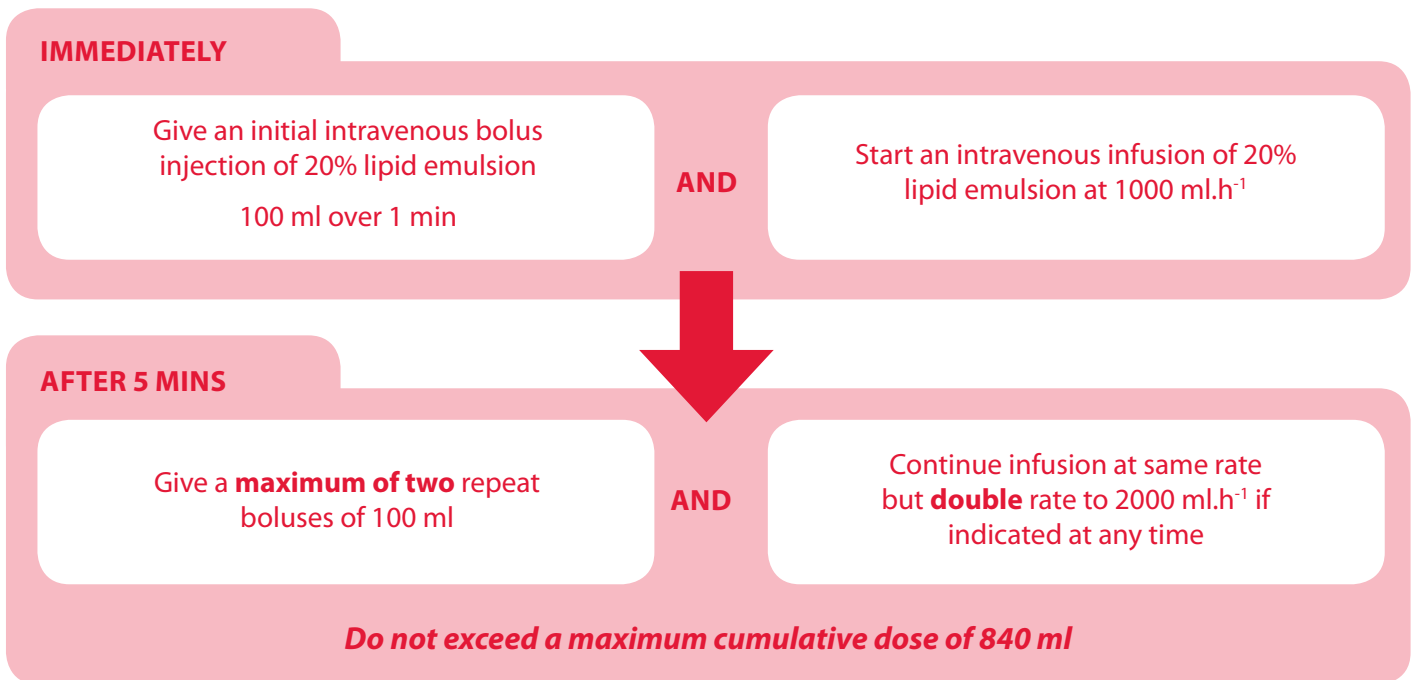 IMMEDIATELY
Give an initial intravenous bolus
injection of 20% lipid emulsion
100 ml over 1 min
AND
Start an intravenous infusion of 20%
lipid emulsion at 1000 ml.h⁻¹
AFTER 5 MINS
Give a maximum of two repeat
boluses of 100 ml
AND
Continue infusion at same rate
but double rate to 2000 ml.h⁻¹ if
indicated at any time
Do not exceed a maximum cumulative dose of 840 ml